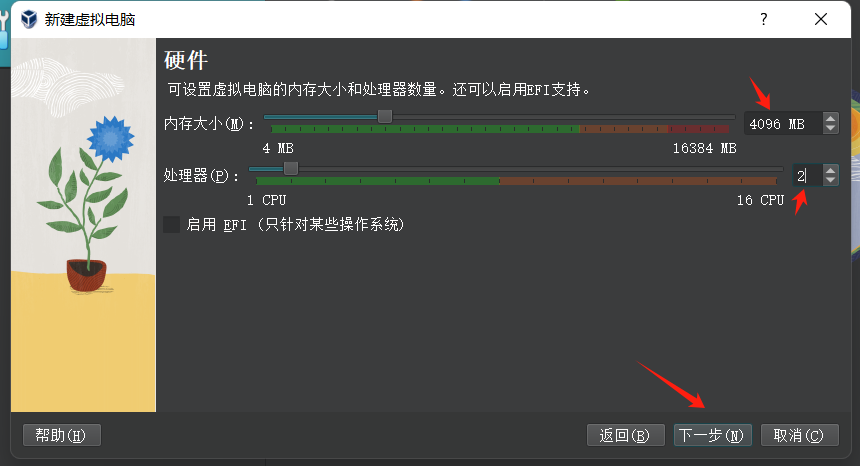 新建虚拟电脑
硬件
可设置虚拟电脑的内存大小和处理器数量。还可以启用EFI支持。
内存大小(M)： 4096 MB
4 MB 16384 MB
处理器(P)： 2
1 CPU 16 CPU
启用 EFI (只针对某些操作系统)
帮助(H) 返回(B) 下一步(N) 取消(C)